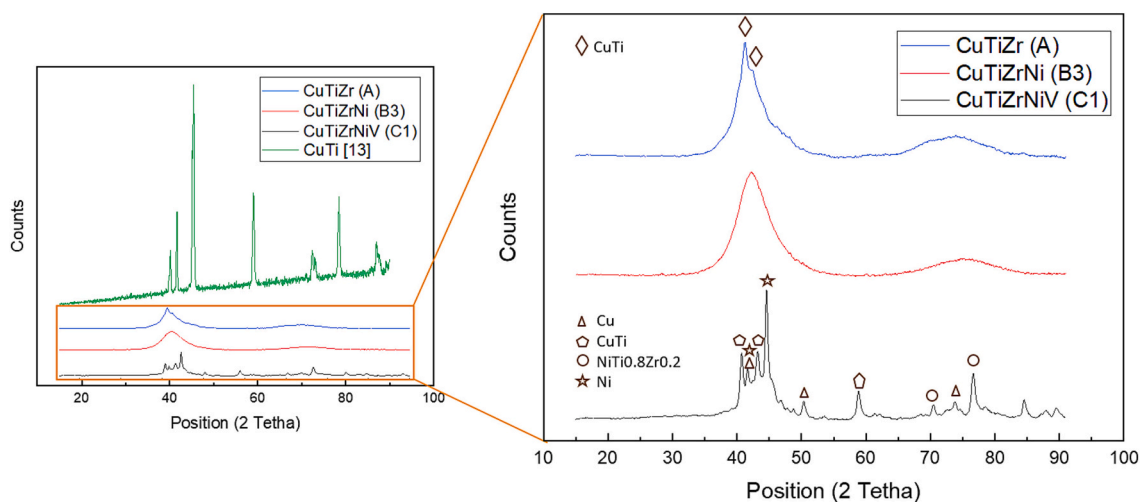 CuTiZr (A)
CuTiZrNi (B3)
CuTiZrNiV (C1)
CuTi [13]
Counts
20 40 60 80 100
Position (2 Tetha)
CuTi
CuTiZr (A)
CuTiZrNi (B3)
CuTiZrNiV (C1)
Counts
Cu
CuTi
NiTi0.8Zr0.2
Ni
10 20 30 40 50 60 70 80 90 100
Position (2 Tetha)